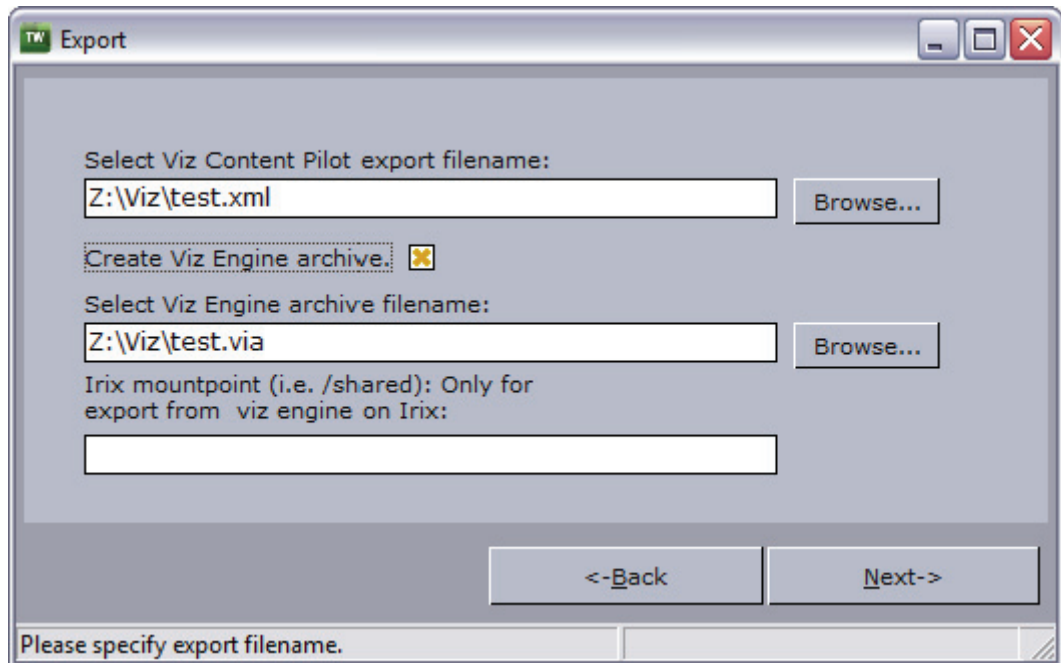 TW Export
Select Viz Content Pilot export filename:
Z:\Viz\test.xml
Browse...
Create Viz Engine archive.
Select Viz Engine archive filename:
Z:\Viz\test.via
Browse...
Irix mountpoint (i.e. /shared): Only for
export from viz engine on Irix:
<-Back
Next->
Please specify export filename.